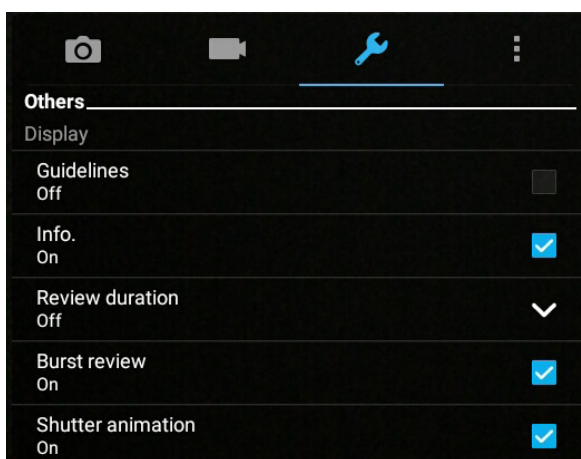 Others
Display
Guidelines
Off
Info.
On
Review duration
Off
Burst review
On
Shutter animation
On